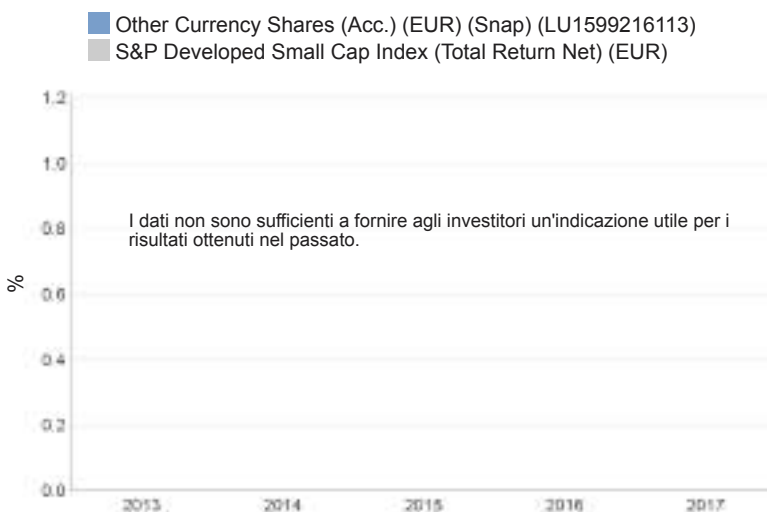 Other Currency Shares (Acc.) (EUR) (Snap) (LU1599216113)
S&P Developed Small Cap Index (Total Return Net) (EUR)
1.2
1.0
I dati non sono sufficienti a fornire agli investitori un'indicazione utile per i
0.8
risultati ottenuti nel passato.
%
0.6
0.4
0.2
0.0
2013 2014 2015 2016 2017